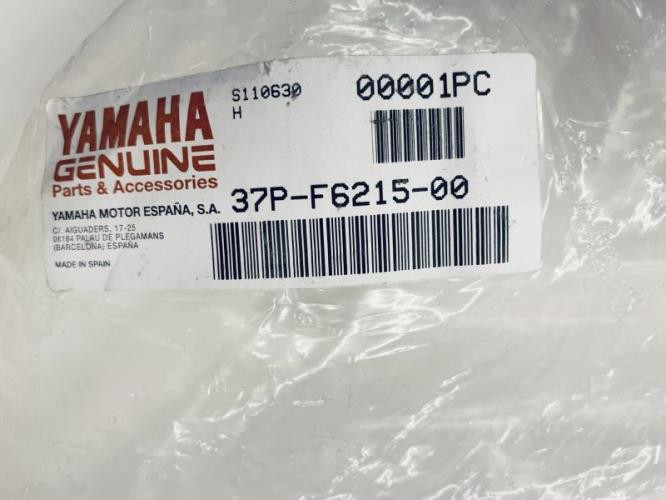 YAMAHA
GENUINE
Parts & Accessories
S110630
H
00001PC
YAMAHA MOTOR ESPAÑA, S.A.
37P-F6215-00
C/. AIGUADERS, 17-25
08184 PALAU DE PLEGAMANS
(BARCELONA) ESPAÑA
MADE IN SPAIN